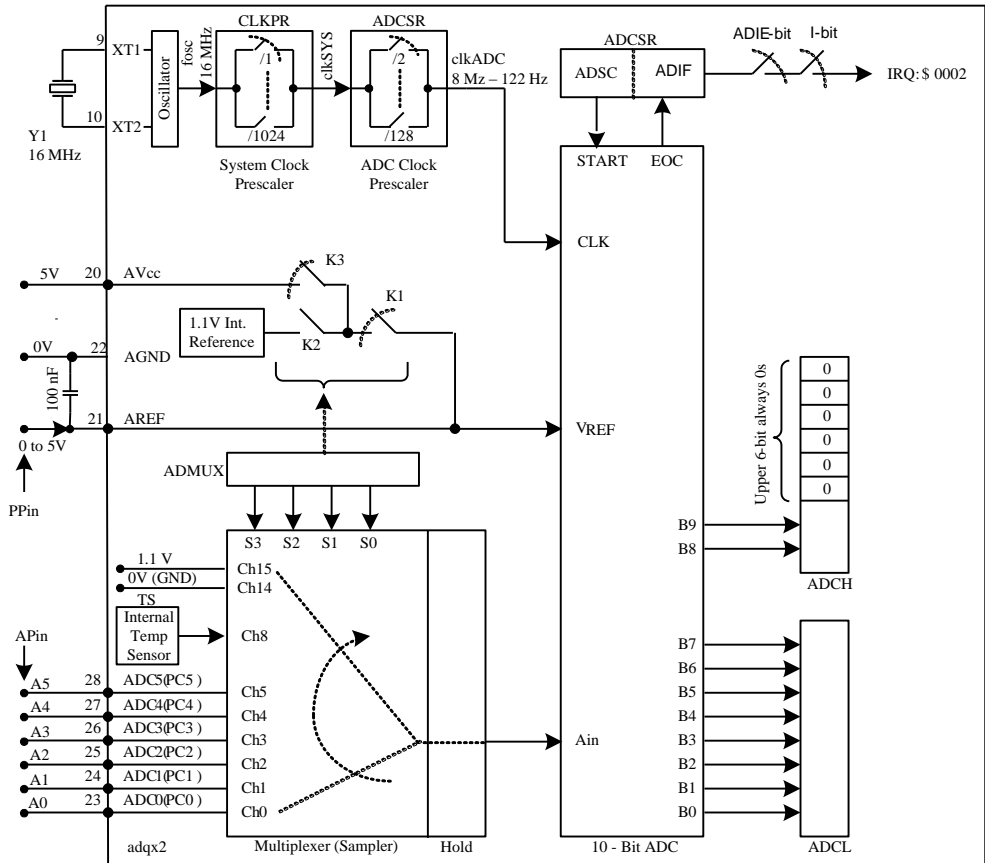 CLKPR
ADCSR
9
XT1
Oscillator
fosc
16 MHz
/1
/1024
clkSYS
/2
/128
clkADC
8 Mz – 122 Hz
10
XT2
Y1
16 MHz
System Clock
Prescaler
ADC Clock
Prescaler
ADCSR
ADSC
ADIF
ADIE-bit
I-bit
IRQ: $ 0002
START
EOC
CLK
5V
20
AVcc
K3
K1
1.1V Int.
Reference
K2
0V
22
AGND
100 nF
21
AREF
0 to 5V
PPin
VREF
Upper 6-bit always 0s
0
0
0
0
0
0
ADMUX
S3
S2
S1
S0
B9
B8
ADCH
1.1 V
Ch15
0V (GND)
Ch14
TS
Internal
Temp
Sensor
Ch8
APin
A5
28
ADC5(PC5)
Ch5
A4
27
ADC4(PC4)
Ch4
A3
26
ADC3(PC3)
Ch3
A2
25
ADC2(PC2)
Ch2
A1
24
ADC1(PC1)
Ch1
A0
23
ADC0(PC0)
Ch0
Ain
B7
B6
B5
B4
B3
B2
B1
B0
adqx2
Multiplexer (Sampler)
Hold
10 - Bit ADC
ADCL